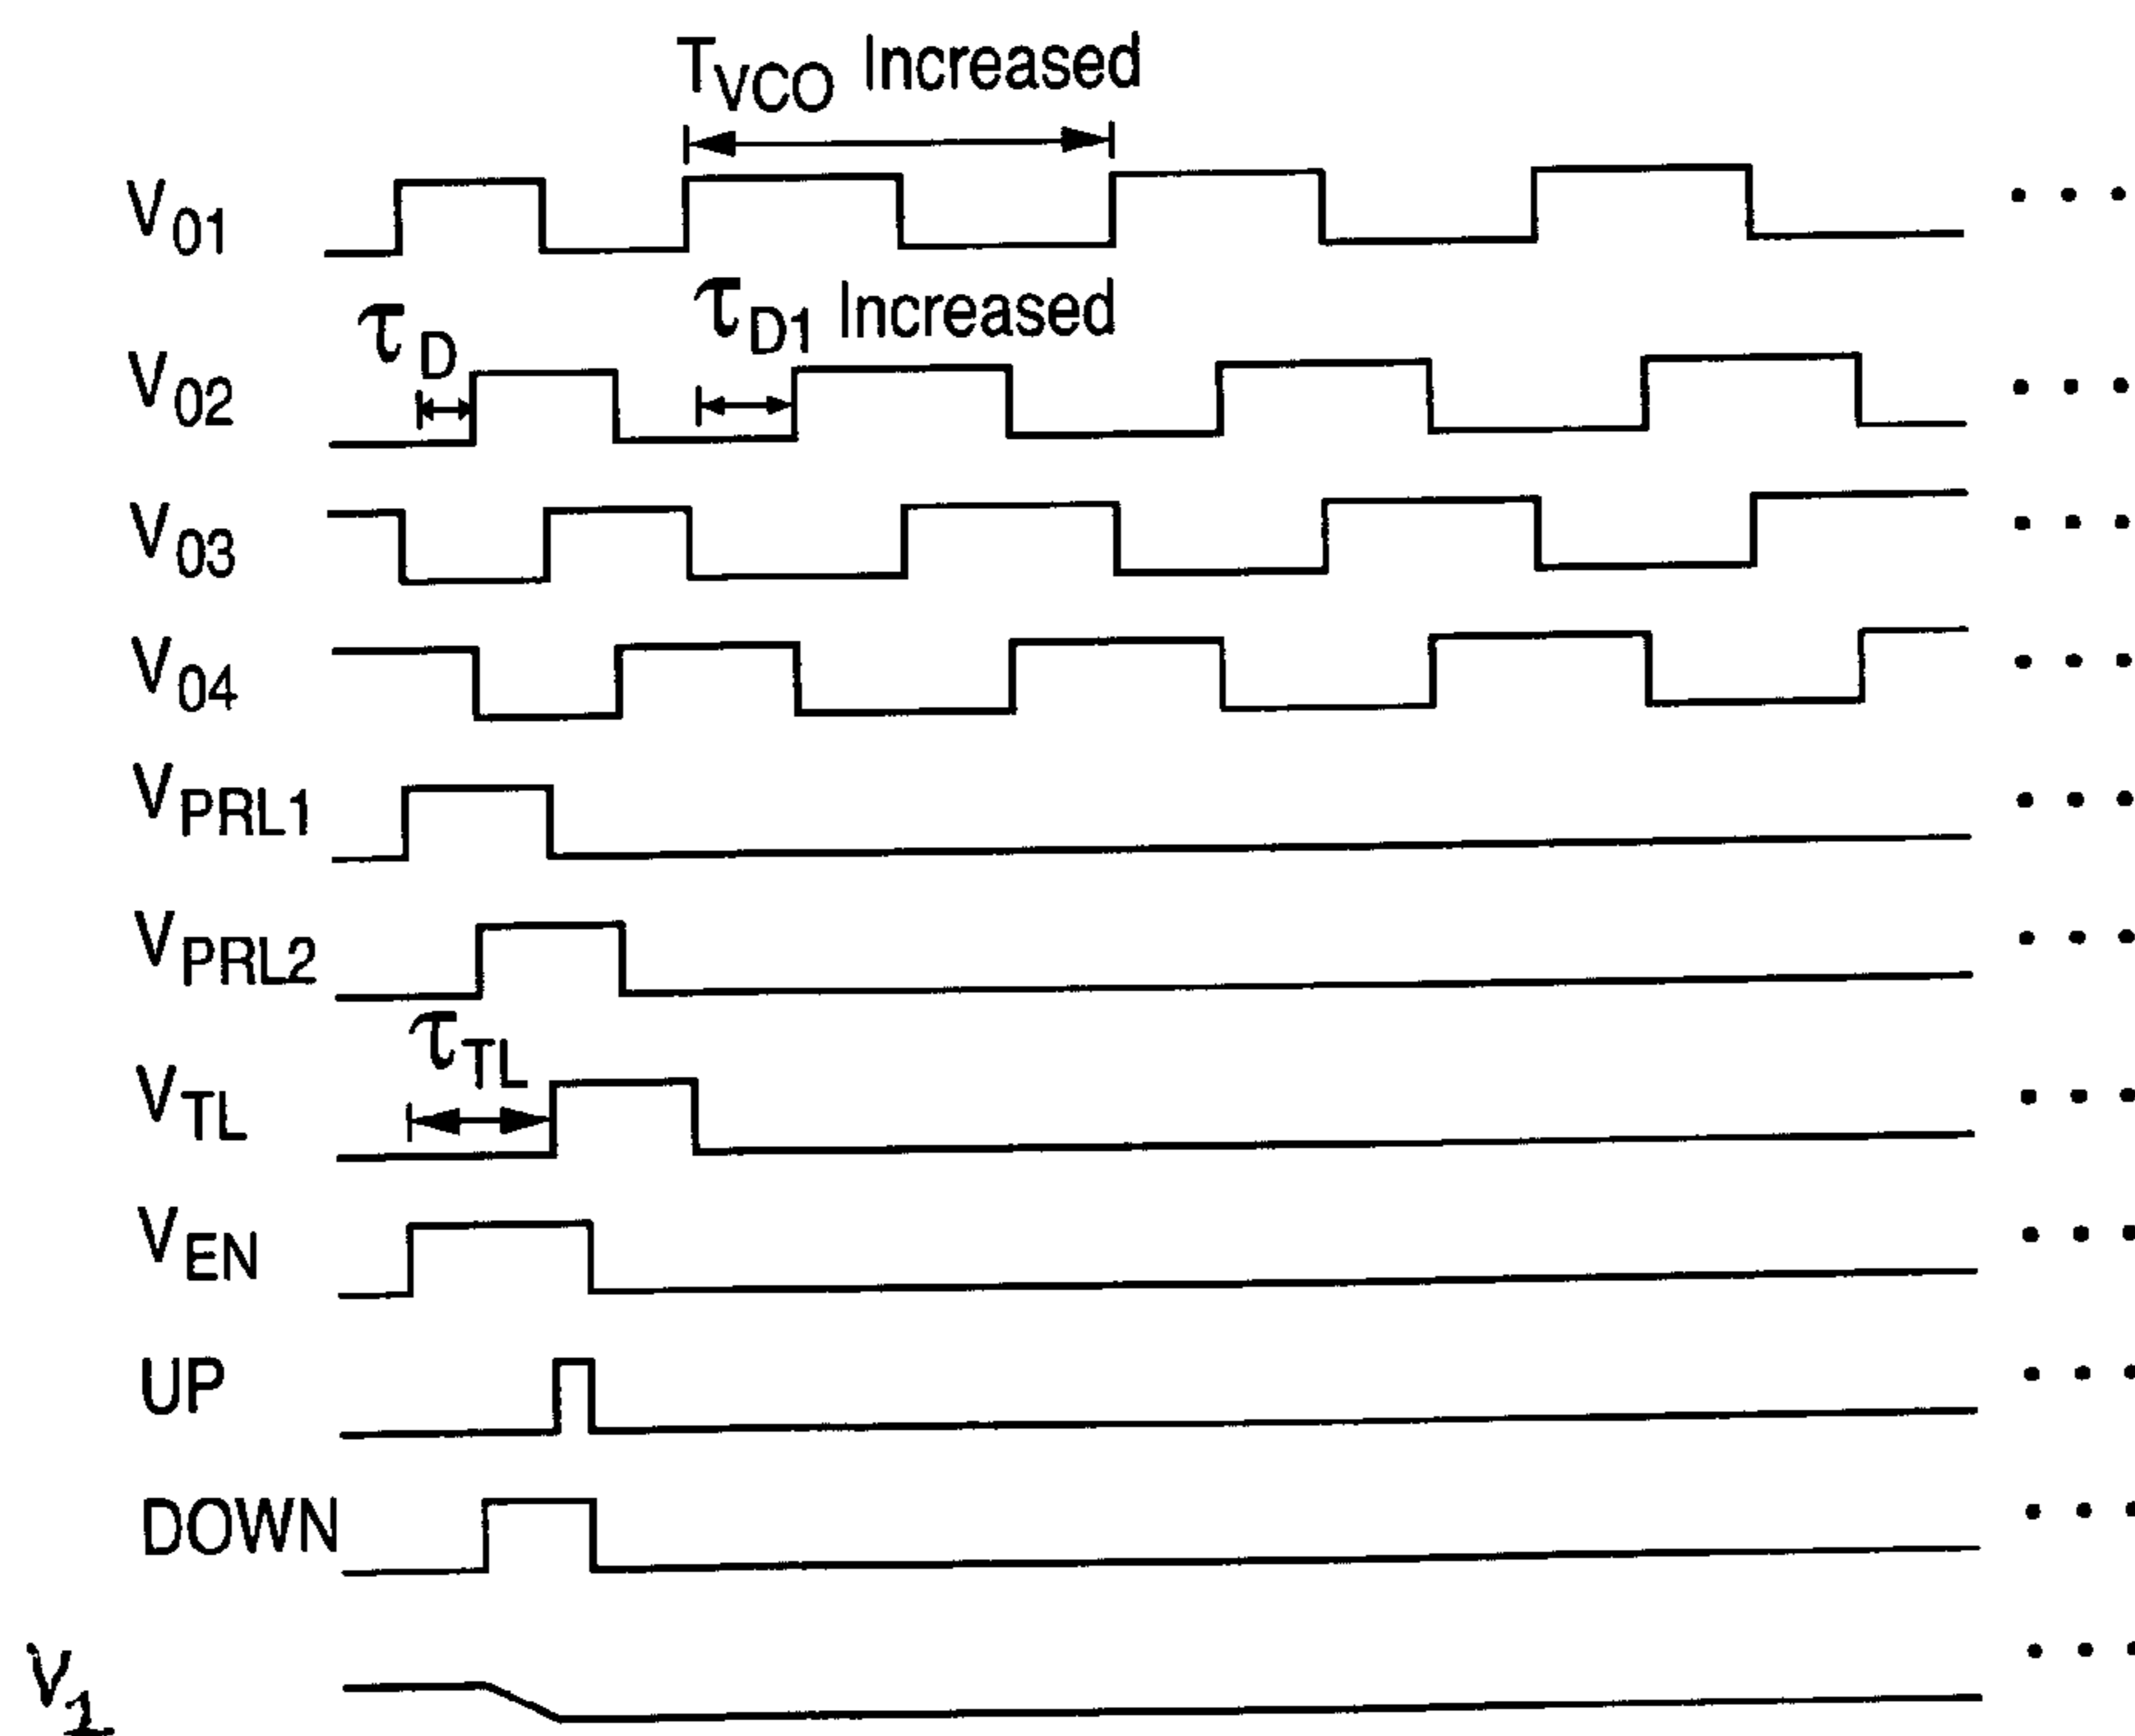 T_VCO Increased
V_01
τ_D
τ_D1 Increased
V_02
V_03
V_04
V_PRL1
V_PRL2
τ_TL
V_TL
V_EN
UP
DOWN
V_1